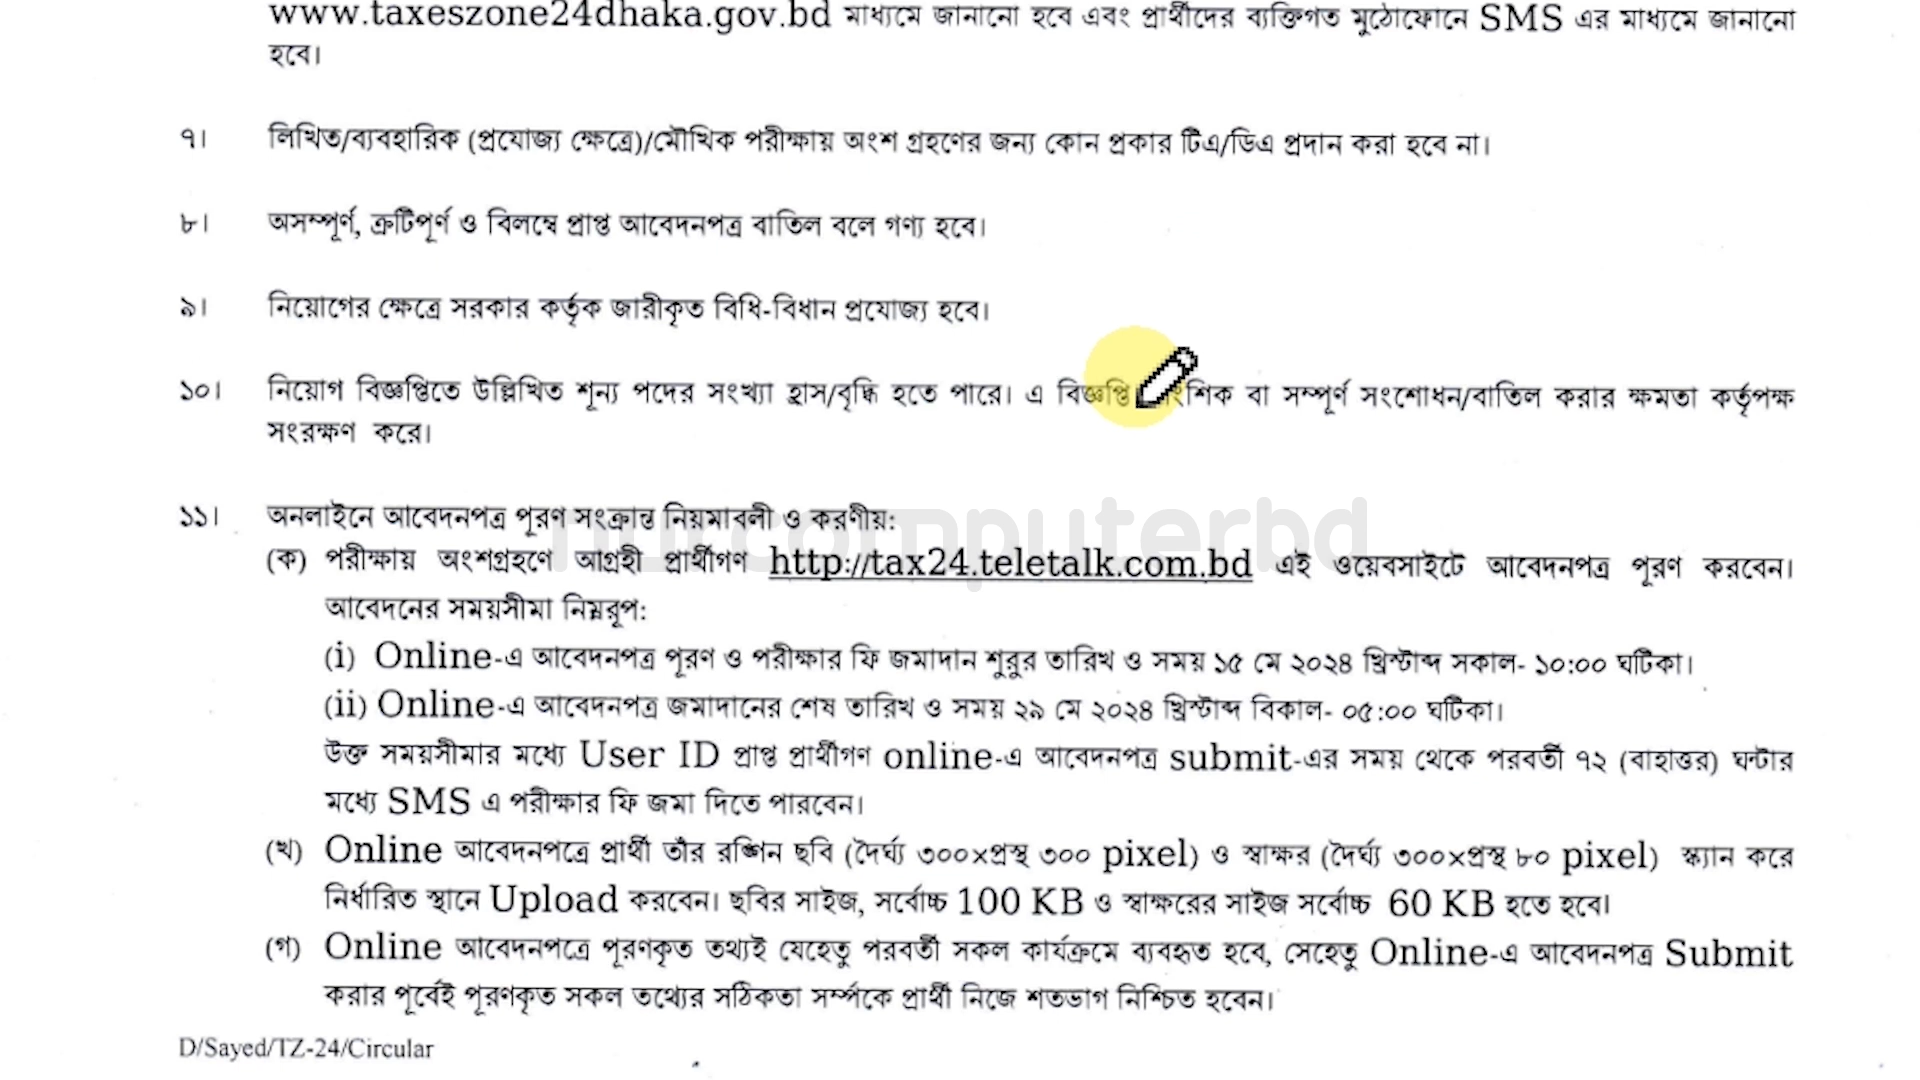 www.taxeszone24dhaka.gov.bd মাধ্যমে জানানো হবে এবং প্রার্থীদের ব্যক্তিগত মুঠোফোনে SMS এর মাধ্যমে জানানো
হবে।
৭। লিখিত/ব্যবহারিক (প্রযোজ্য ক্ষেত্রে)/মৌখিক পরীক্ষায় অংশ গ্রহণের জন্য কোন প্রকার টিএ/ডিএ প্রদান করা হবে না।
৮। অসম্পূর্ণ, ত্রুটিপূর্ণ ও বিলম্বে প্রাপ্ত আবেদনপত্র বাতিল বলে গণ্য হবে।
৯। নিয়োগের ক্ষেত্রে সরকার কর্তৃক জারীকৃত বিধি-বিধান প্রযোজ্য হবে।
১০। নিয়োগ বিজ্ঞপ্তিতে উল্লিখিত শূন্য পদের সংখ্যা হ্রাস/বৃদ্ধি হতে পারে। এ বিজ্ঞপ্তি বা সম্পূর্ণ সংশোধন/বাতিল করার ক্ষমতা কর্তৃপক্ষ
সংরক্ষণ করে।
১১। অনলাইনে আবেদনপত্র পূরণ সংক্রান্ত নিয়মাবলী ও করণীয়:
(ক) পরীক্ষায় অংশগ্রহণে আগ্রহী প্রার্থীগণ http://tax24.teletalk.com.bd এই ওয়েবসাইটে আবেদনপত্র পূরণ করবেন।
আবেদনের সময়সীমা নিম্নরূপ:
(i) Online-এ আবেদনপত্র পূরণ ও পরীক্ষার ফি জমাদান শুরুর তারিখ ও সময় ১৫ মে ২০২৪ খ্রিস্টাব্দ সকাল- ১০:০০ ঘটিকা।
(ii) Online-এ আবেদনপত্র জমাদানের শেষ তারিখ ও সময় ২৯ মে ২০২৪ খ্রিস্টাব্দ বিকাল- ০৫:০০ ঘটিকা।
উক্ত সময়সীমার মধ্যে User ID প্রাপ্ত প্রার্থীগণ online-এ আবেদনপত্র submit-এর সময় থেকে পরবর্তী ৭২ (বাহাত্তর) ঘন্টার
মধ্যে SMS এ পরীক্ষার ফি জমা দিতে পারবেন।
(খ) Online আবেদনপত্রে প্রার্থী তাঁর রঙ্গিন ছবি (দৈর্ঘ্য ৩০০×প্রস্থ ৩০০ pixel) ও স্বাক্ষর (দৈর্ঘ্য ৩০০×প্রস্থ ৮০ pixel) স্ক্যান করে
নির্ধারিত স্থানে Upload করবেন। ছবির সাইজ, সর্বোচ্চ 100 KB ও স্বাক্ষরের সাইজ সর্বোচ্চ 60 KB হতে হবে।
(গ) Online আবেদনপত্রে পূরণকৃত তথ্যই যেহেতু পরবর্তী সকল কার্যক্রমে ব্যবহৃত হবে, সেহেতু Online-এ আবেদনপত্র Submit
করার পূর্বেই পূরণকৃত সকল তথ্যের সঠিকতা সর্ম্পকে প্রার্থী নিজে শতভাগ নিশ্চিত হবেন।
D/Sayed/TZ-24/Circular